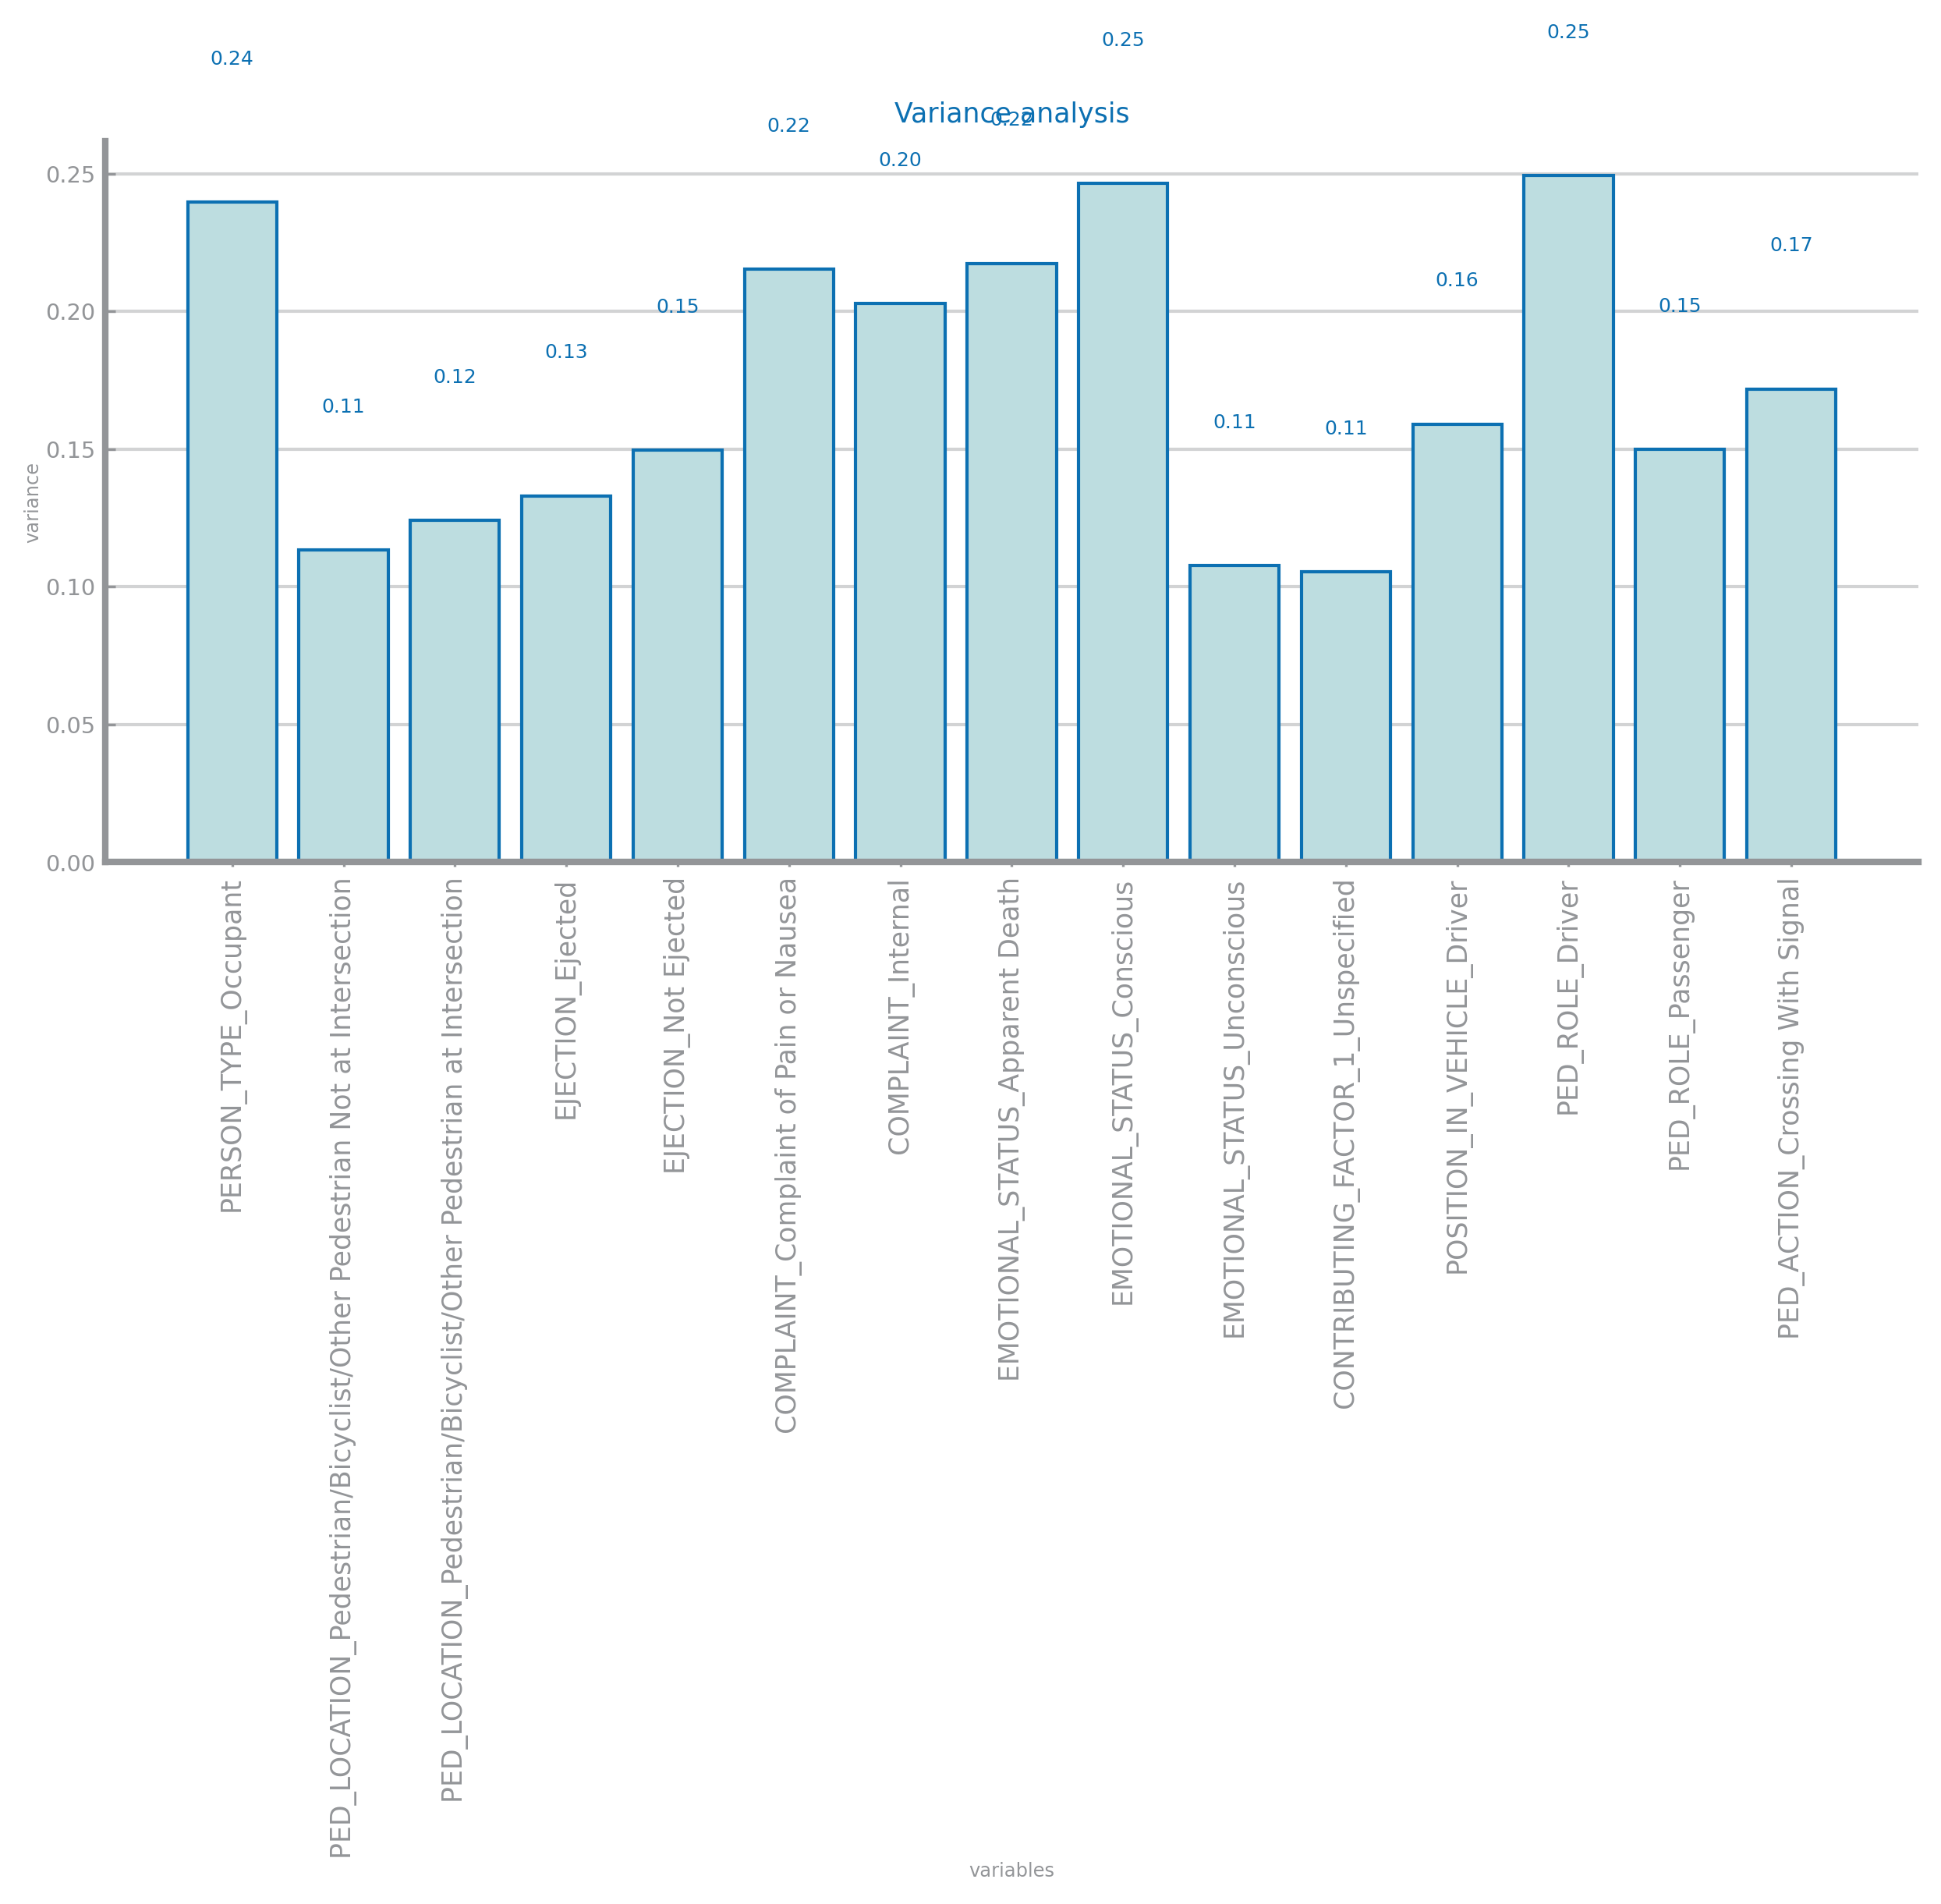 0.25
0.25
0.24
Variance analysis
0.22
0.22
0.20
0.17
0.16
0.15
0.15
0.13
0.12
0.11
0.11
0.11
variance
0.25
0.20
0.15
0.10
0.05
0.00
PERSON_TYPE_Occupant
PED_LOCATION_Pedestrian/Bicyclist/Other Pedestrian Not at Intersection
PED_LOCATION_Pedestrian/Bicyclist/Other Pedestrian at Intersection
EJECTION_Ejected
EJECTION_Not Ejected
COMPLAINT_Complaint of Pain or Nausea
COMPLAINT_Internal
EMOTIONAL_STATUS_Apparent Death
EMOTIONAL_STATUS_Conscious
EMOTIONAL_STATUS_Unconscious
CONTRIBUTING_FACTOR_1_Unspecified
POSITION_IN_VEHICLE_Driver
PED_ROLE_Driver
PED_ROLE_Passenger
PED_ACTION_Crossing With Signal
variables